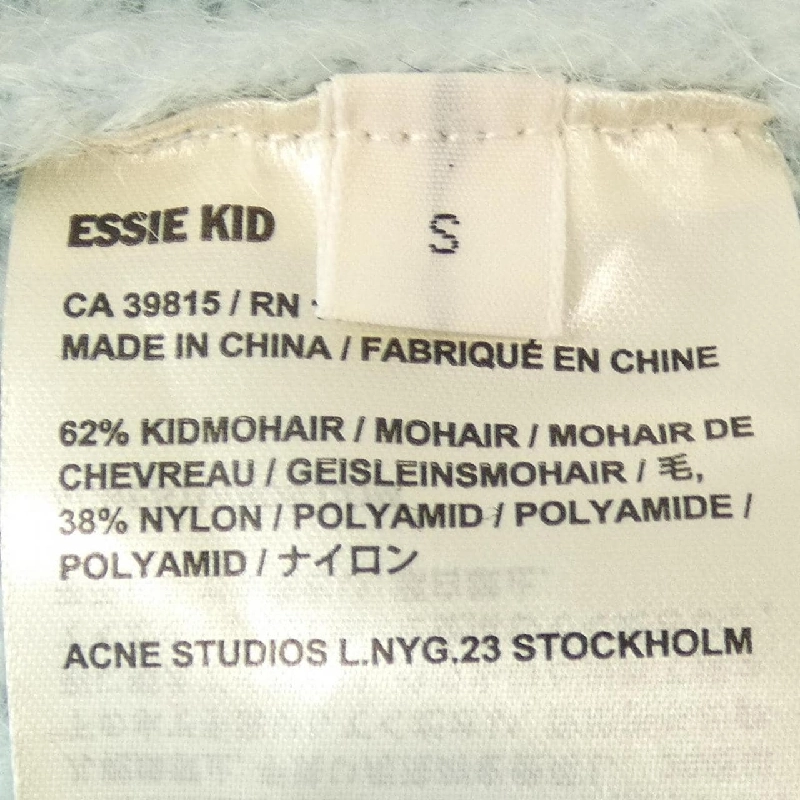 S
ESSIE KID
CA 39815 / RN
MADE IN CHINA / FABRIQUÉ EN CHINE
62% KIDMOHAIR / MOHAIR / MOHAIR DE
CHEVREAU / GEISLEINSMOHAIR / 毛,
38% NYLON / POLYAMID / POLYAMIDE /
POLYAMID / ナイロン
ACNE STUDIOS L.NYG.23 STOCKHOLM